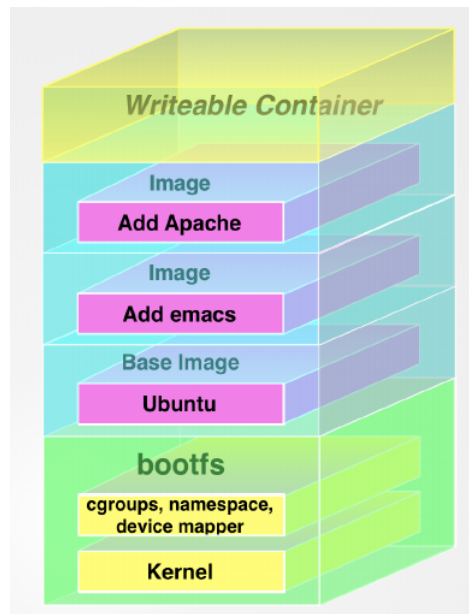 Writeable Container
Image
Add Apache
Image
Add emacs
Base Image
Ubuntu
bootfs
cgroups, namespace,
device mapper
Kernel